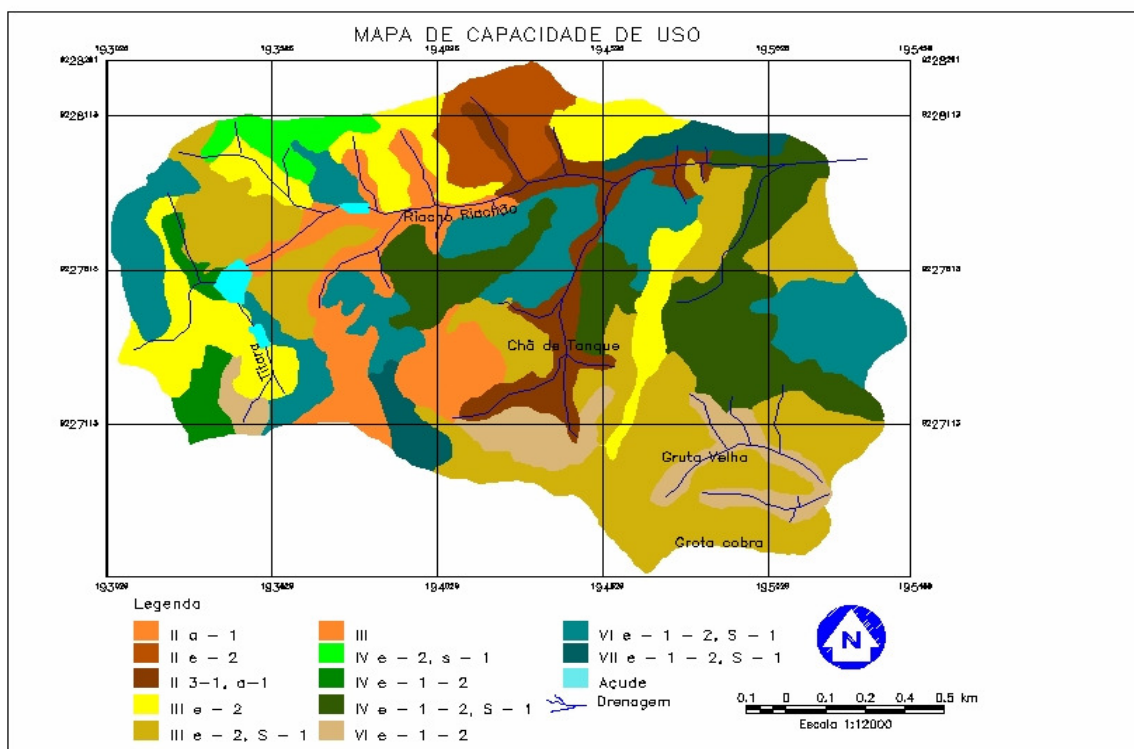 MAPA DE CAPACIDADE DE USO
Riacho Riachão
Titara
Chã de Tanque
Gruta Velha
Grota cobra
Legenda
II a - 1
II e - 2
II 3-1, a-1
III e - 2
III e - 2, S - 1
III
IV e - 2, s - 1
IV e - 1 - 2
IV e - 1 - 2, S - 1
VI e - 1 - 2
VI e - 1 - 2, S - 1
VII e - 1 - 2, S - 1
Açude
Drenagem
N
0.1 0 0.1 0.2 0.4 0.5 km
Escala 1:12000